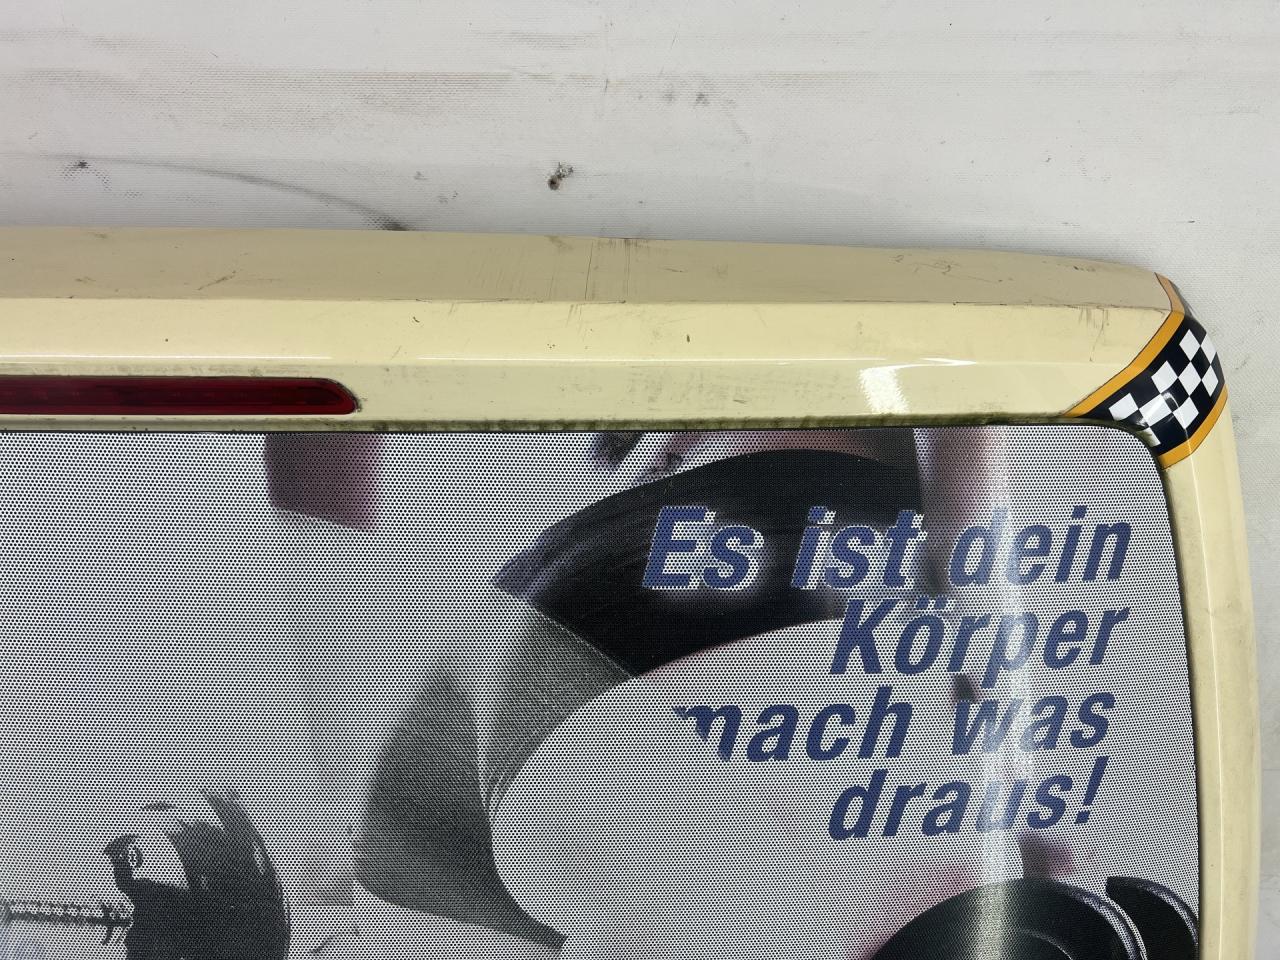 Es ist dein
Körper
mach was
draus!